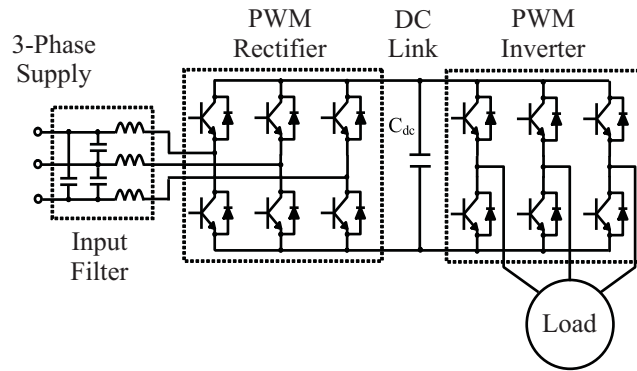 3-Phase
Supply
PWM
Rectifier
DC
Link
PWM
Inverter
Cdc
Input
Filter
Load